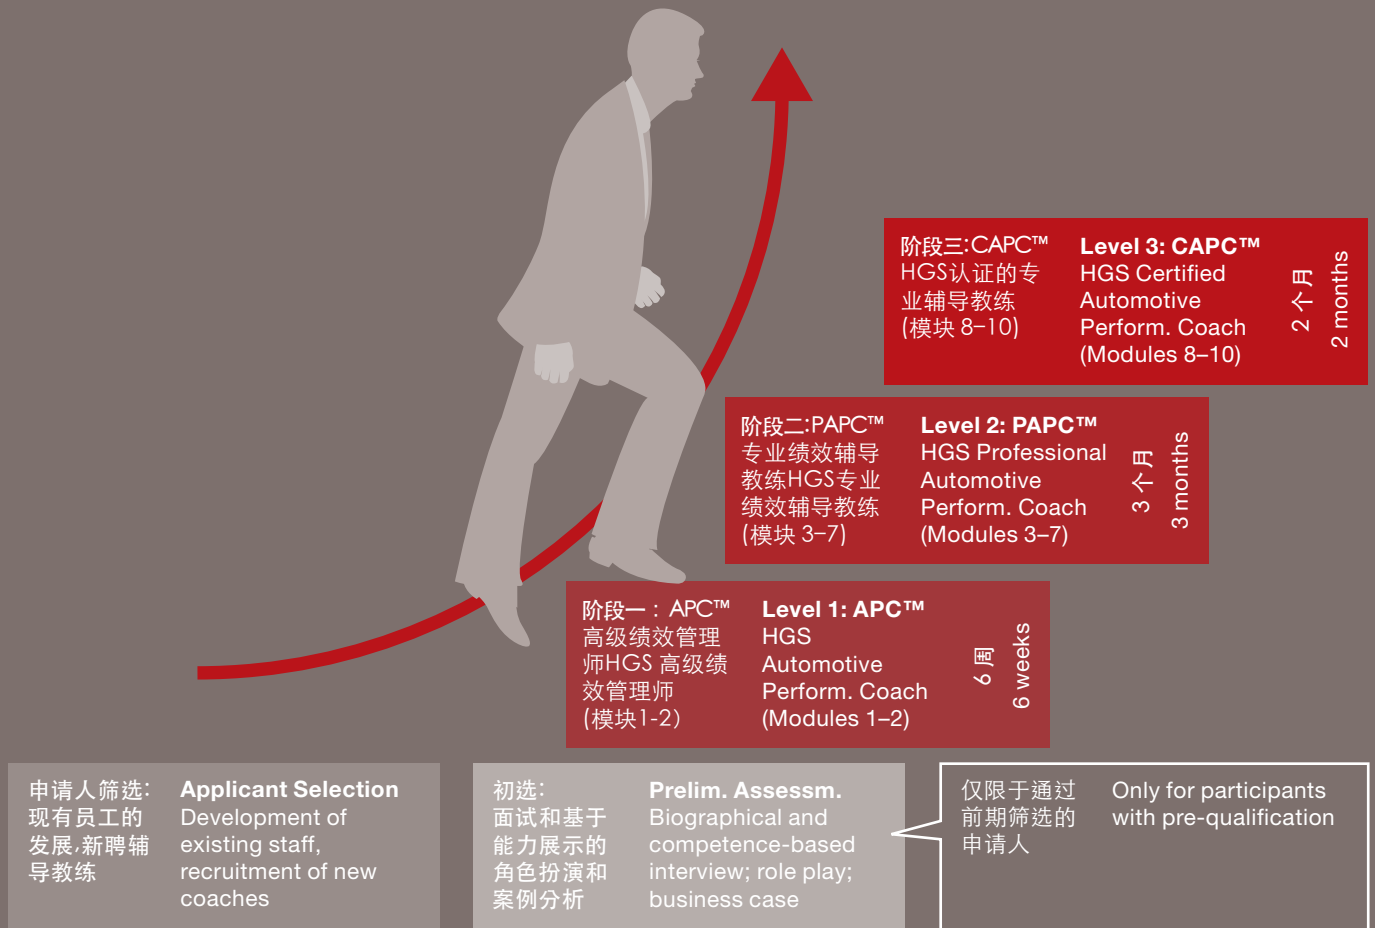 阶段三:CAPC™
HGS认证的专
业辅导教练
(模块 8–10)
Level 3: CAPC™
HGS Certified
Automotive
Perform. Coach
(Modules 8–10)
2 个月
2 months
阶段二:PAPC™
专业绩效辅导
教练HGS专业
绩效辅导教练
(模块 3–7)
Level 2: PAPC™
HGS Professional
Automotive
Perform. Coach
(Modules 3–7)
3 个月
3 months
阶段一：APC™
高级绩效管理
师HGS 高级绩
效管理师
(模块1-2）
Level 1: APC™
HGS
Automotive
Perform. Coach
(Modules 1–2)
6 周
6 weeks
申请人筛选:
现有员工的
发展,新聘辅
导教练
Applicant Selection
Development of
existing staff,
recruitment of new
coaches
初选:
面试和基于
能力展示的
角色扮演和
案例分析
Prelim. Assessm.
Biographical and
competence-based
interview; role play;
business case
仅限于通过
前期筛选的
申请人
Only for participants
with pre-qualification